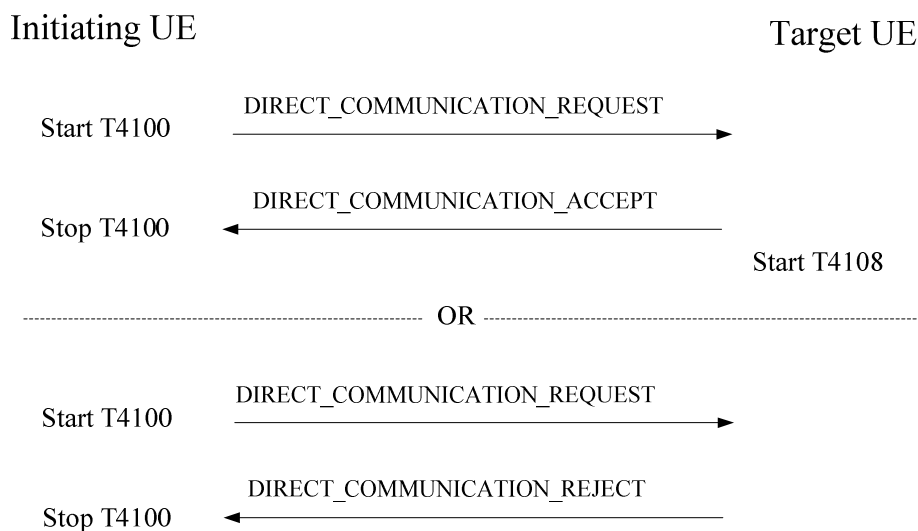 Initiating UE
Target UE
DIRECT_COMMUNICATION_REQUEST
Start T4100
DIRECT_COMMUNICATION_ACCEPT
Stop T4100
Start T4108
OR
DIRECT_COMMUNICATION_REQUEST
Start T4100
DIRECT_COMMUNICATION_REJECT
Stop T4100